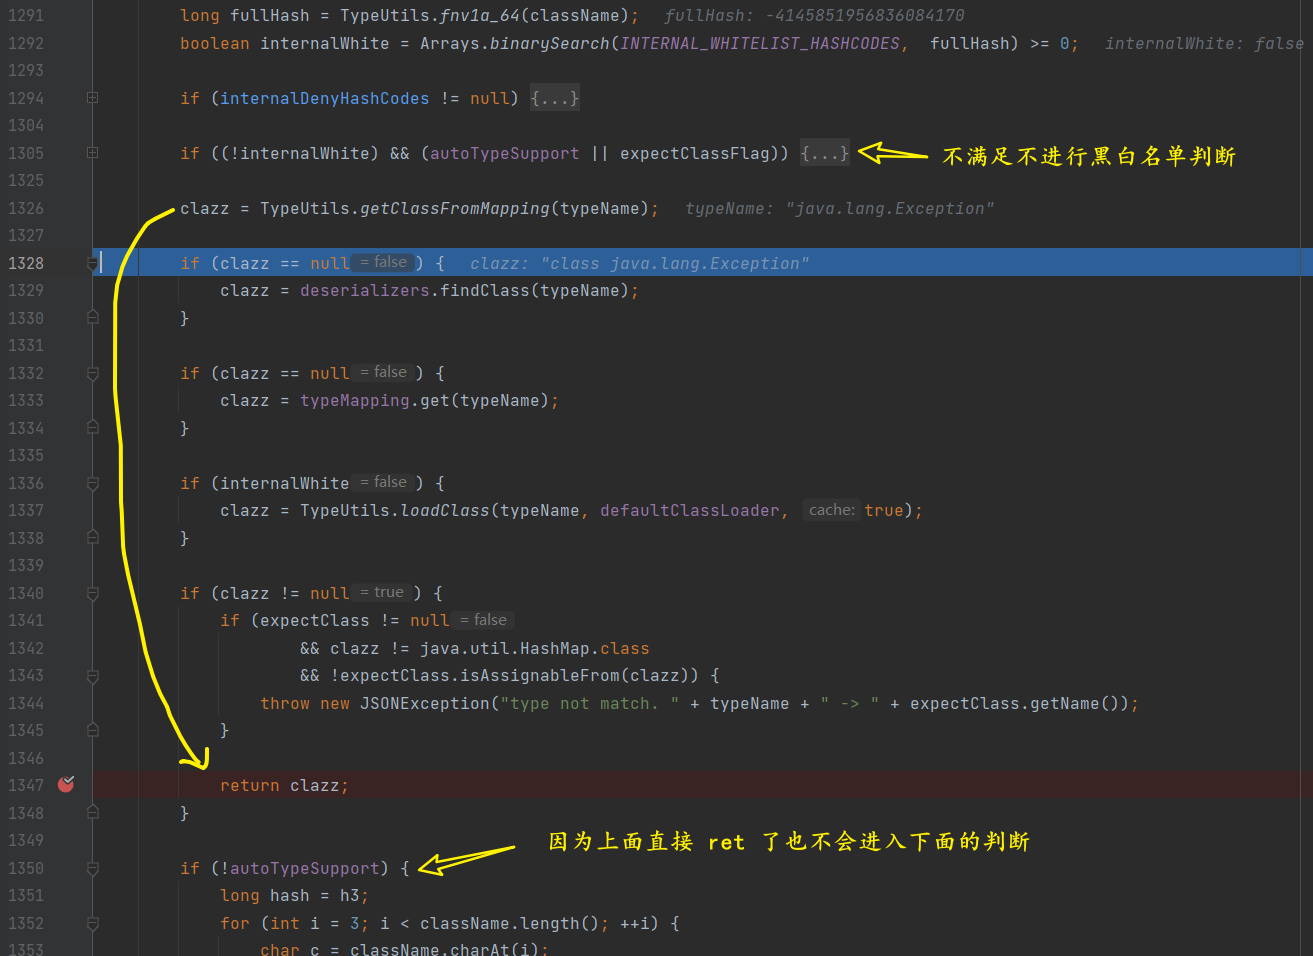 1291 long fullHash = TypeUtils.fnv1a_64(className); fullHash: -4145851956836084170
1292 boolean internalWhite = Arrays.binarySearch(INTERNAL_WHITELIST_HASHCODES, fullHash) >= 0; internalWhite: false
1293
1294 if (internalDenyHashCodes != null) {...}
1304
1305 if ((!internalWhite) && (autoTypeSupport || expectClassFlag)) {...} 不满足不进行黑白名单判断
1325
1326 clazz = TypeUtils.getClassFromMapping(typeName); typeName: "java.lang.Exception"
1327
1328 if (clazz == null = false ) { clazz: "class java.lang.Exception"
1329 clazz = deserializers.findClass(typeName);
1330 }
1331
1332 if (clazz == null = false ) {
1333 clazz = typeMapping.get(typeName);
1334 }
1335
1336 if (internalWhite = false ) {
1337 clazz = TypeUtils.loadClass(typeName, defaultClassLoader, cache: true);
1338 }
1339
1340 if (clazz != null = true ) {
1341 if (expectClass != null = false
1342 && clazz != java.util.HashMap.class
1343 && !expectClass.isAssignableFrom(clazz)) {
1344 throw new JSONException("type not match. " + typeName + " -> " + expectClass.getName());
1345 }
1346
1347 return clazz;
1348 }
1349 因为上面直接 ret 了也不会进入下面的判断
1350 if (!autoTypeSupport) {
1351 long hash = h3;
1352 for (int i = 3; i < className.length(); ++i) {
1353 char c = className.charAt(i);